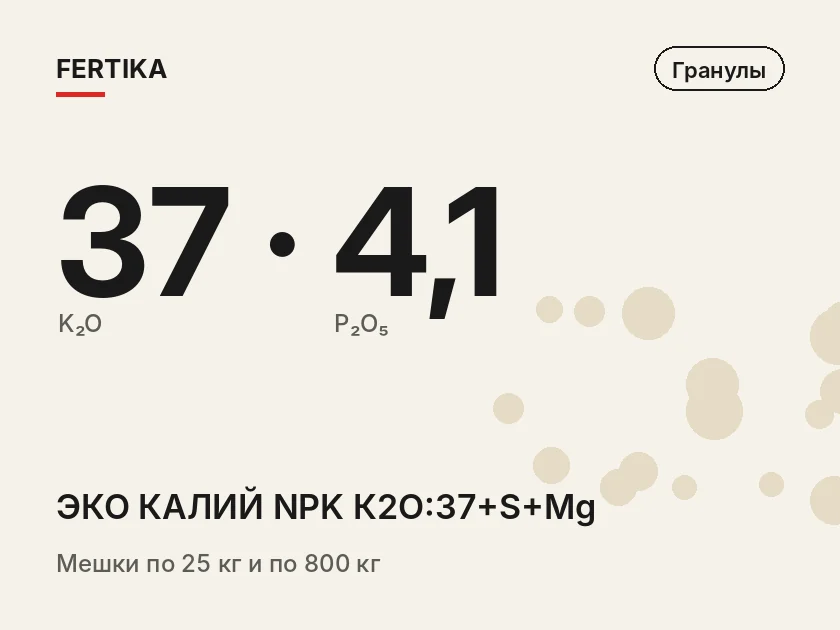 FERTIKA
Гранулы
37 · 4,1
K₂O P₂O₅
ЭКО КАЛИЙ NPK К2О:37+S+Mg
Мешки по 25 кг и по 800 кг